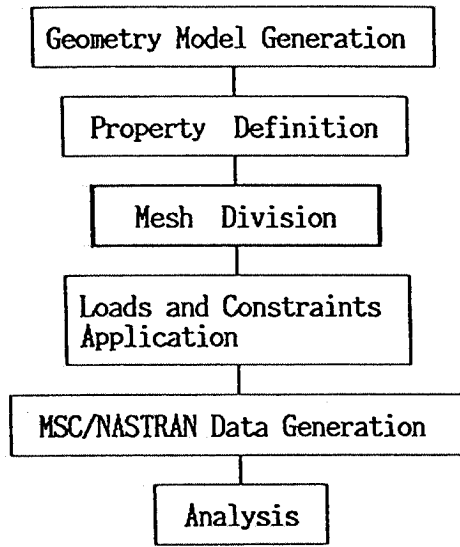 Geometry Model Generation
Property Definition
Mesh Division
Loads and Constraints
Application
MSC/NASTRAN Data Generation
Analysis